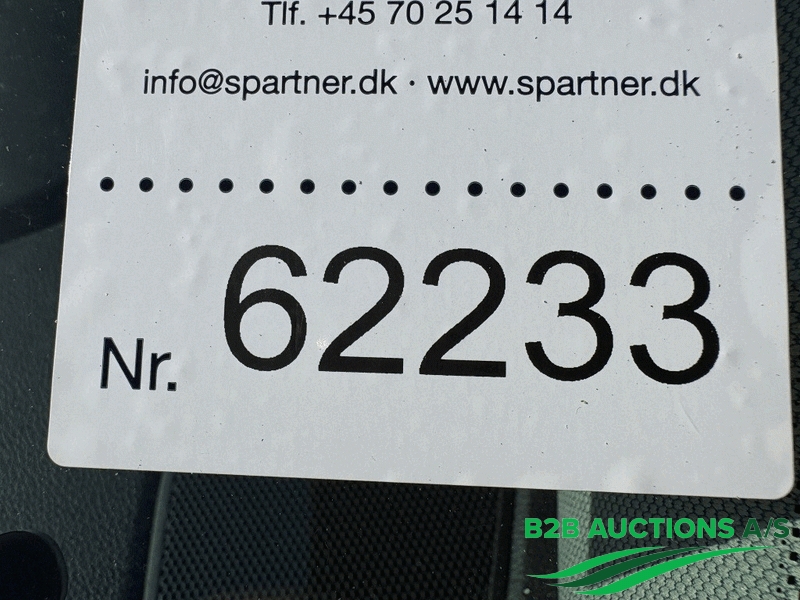 Tlf. +45 70 25 14 14
info@spartner.dk · www.spartner.dk
Nr. 62233
B2B AUCTIONS A/S